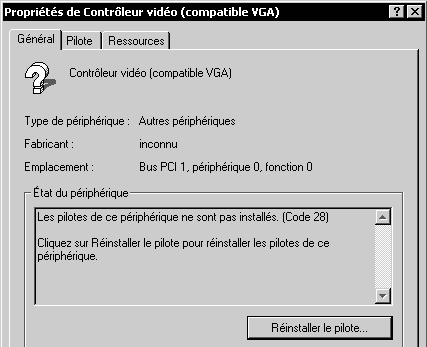 Propriétés de Contrôleur vidéo (compatible VGA)
Général Pilote Ressources
Contrôleur vidéo (compatible VGA)
Type de périphérique : Autres périphériques
Fabricant : inconnu
Emplacement : Bus PCI 1, périphérique 0, fonction 0
État du périphérique
Les pilotes de ce périphérique ne sont pas installés. (Code 28)
Cliquez sur Réinstaller le pilote pour réinstaller les pilotes de ce
périphérique.
Réinstaller le pilote...